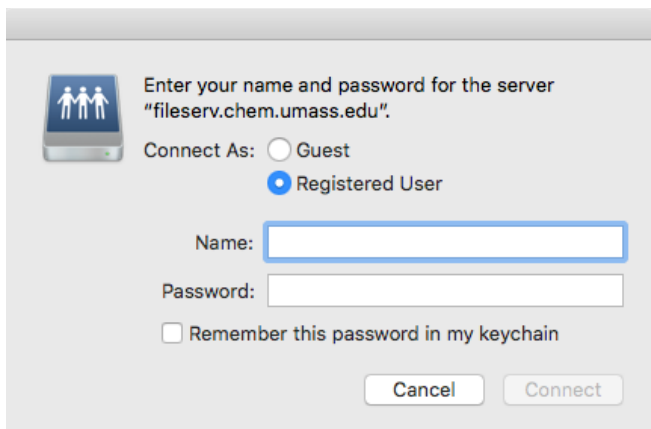 Enter your name and password for the server
“fileserv.chem.umass.edu”.
Connect As: Guest
Registered User
Name:
Password:
Remember this password in my keychain
Cancel Connect